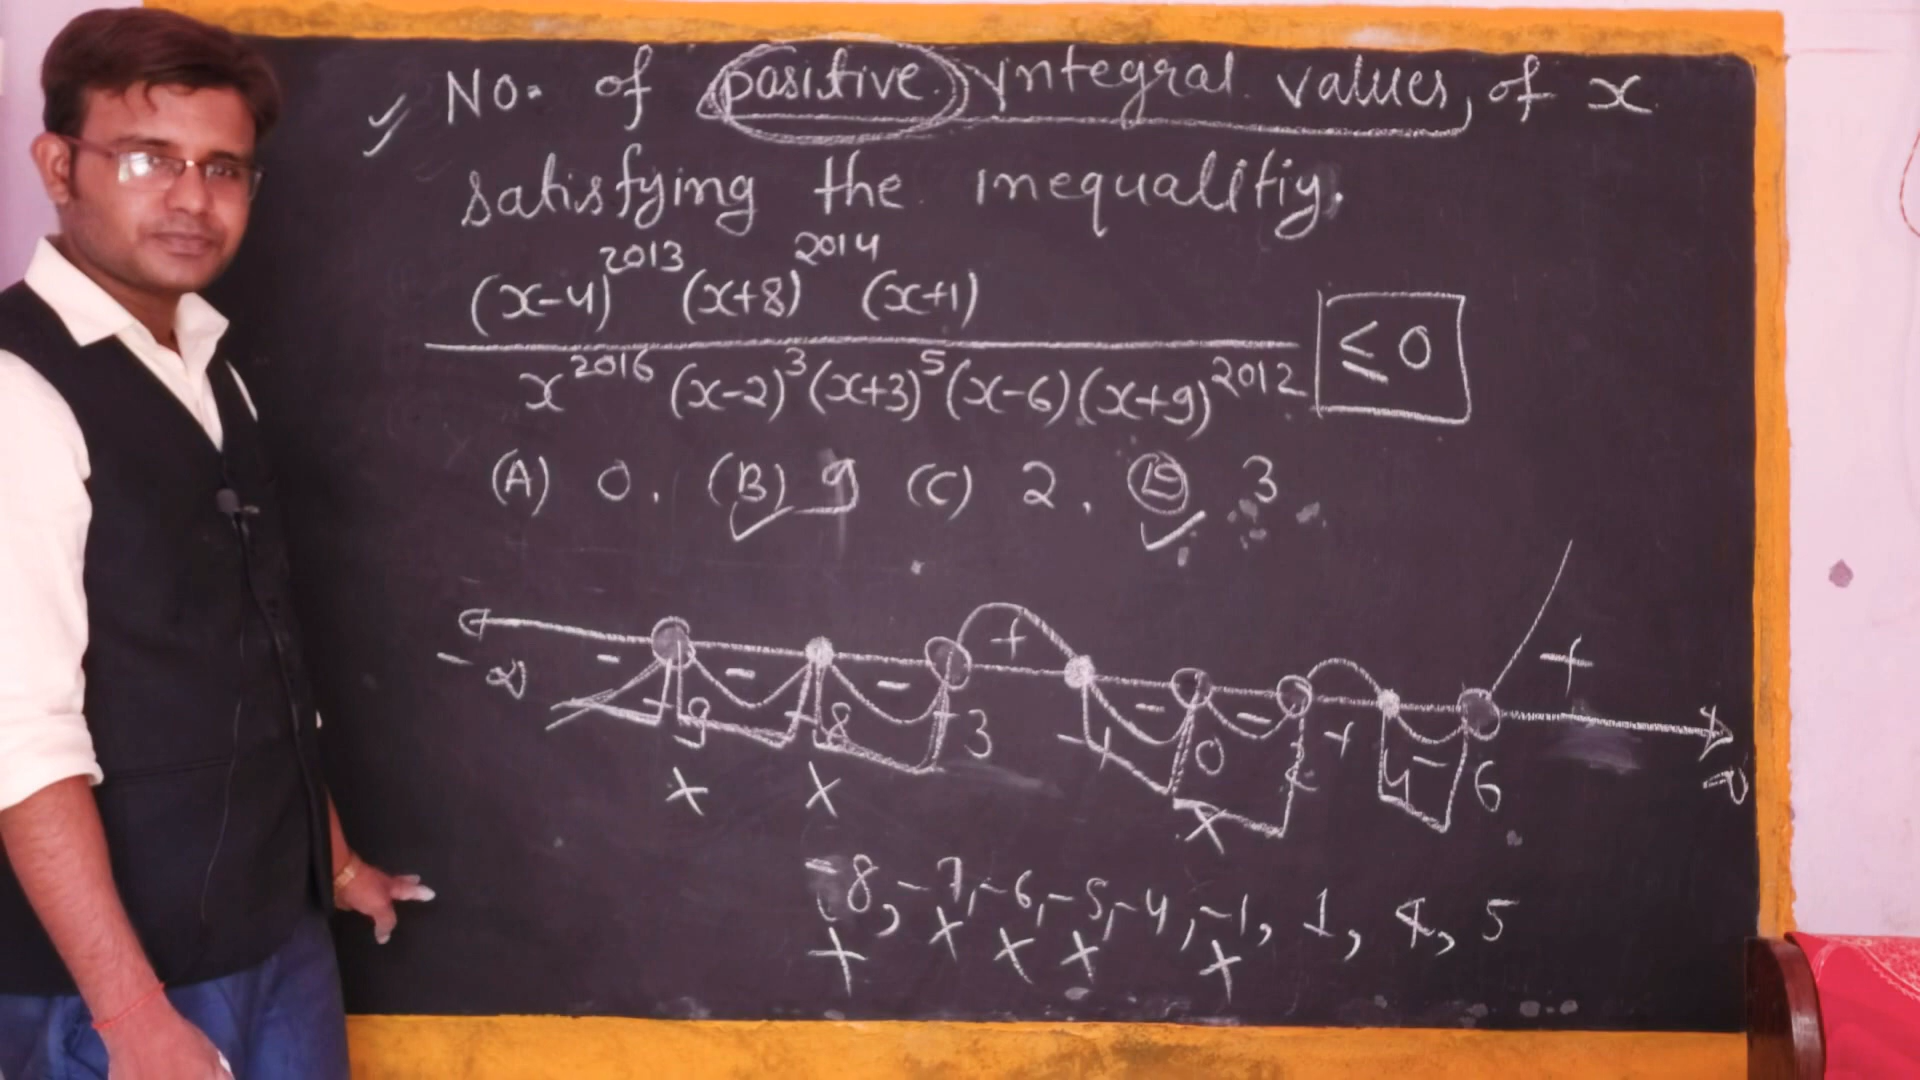 No. of positive integral values, of x
satisfying the inequalitiy.
(x-4)^2013 (x+8)^2014 (x+1)
x^2016 (x-2)^3 (x+3)^5 (x-6) (x+9)^2012 ≤ 0
(A) 0. (B) 9 (C) 2. (D) 3
- - - + - - + - +
-∞ -9 -8 -3 -1 0 2 4 6 ∞
x x x
-8, -7, -6, -5, -4, -1, 1, 4, 5
x x x x x